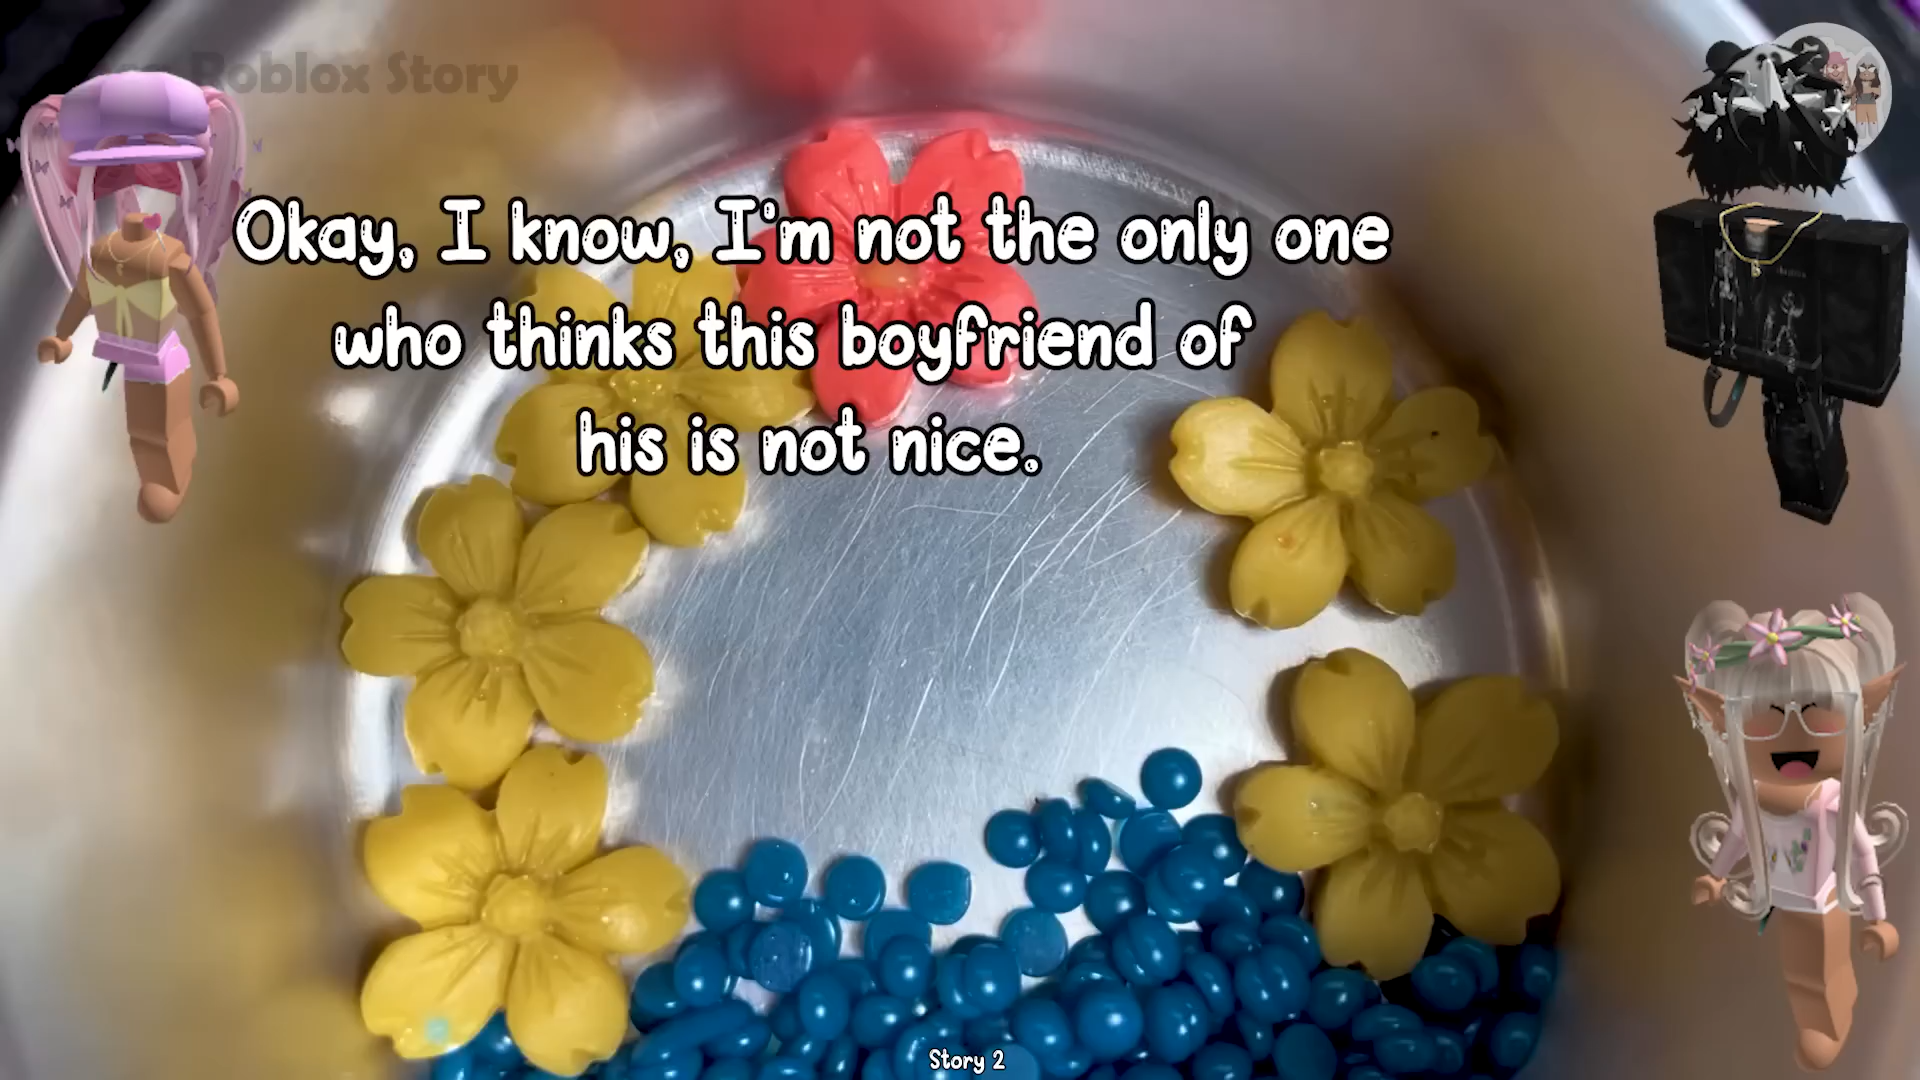 Roblox Story
Okay, I know, I'm not the only one
who thinks this boyfriend of
his is not nice.
Story 2